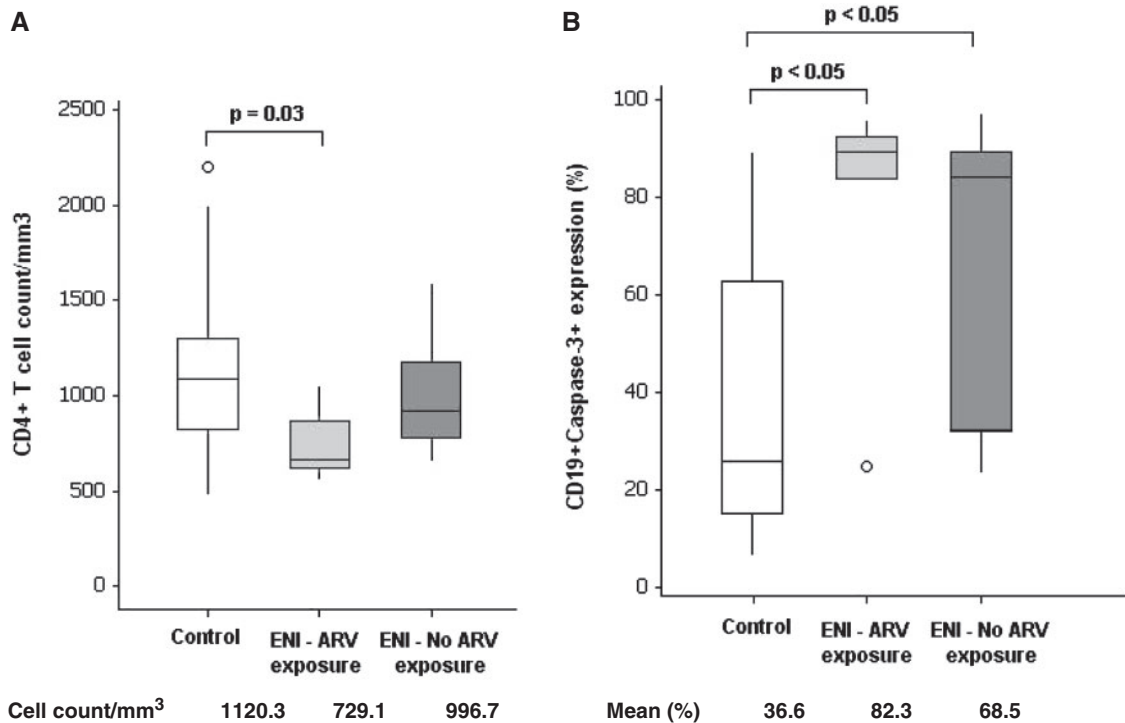 A
p = 0.03
2500
2000
1500
1000
500
0
CD4+ T cell count/mm3
Control
ENI - ARV
exposure
ENI - No ARV
exposure
Cell count/mm³ 1120.3 729.1 996.7
B
p < 0.05
p < 0.05
100
80
60
40
20
0
CD19+Caspase-3+ expression (%)
Control
ENI - ARV
exposure
ENI - No ARV
exposure
Mean (%) 36.6 82.3 68.5